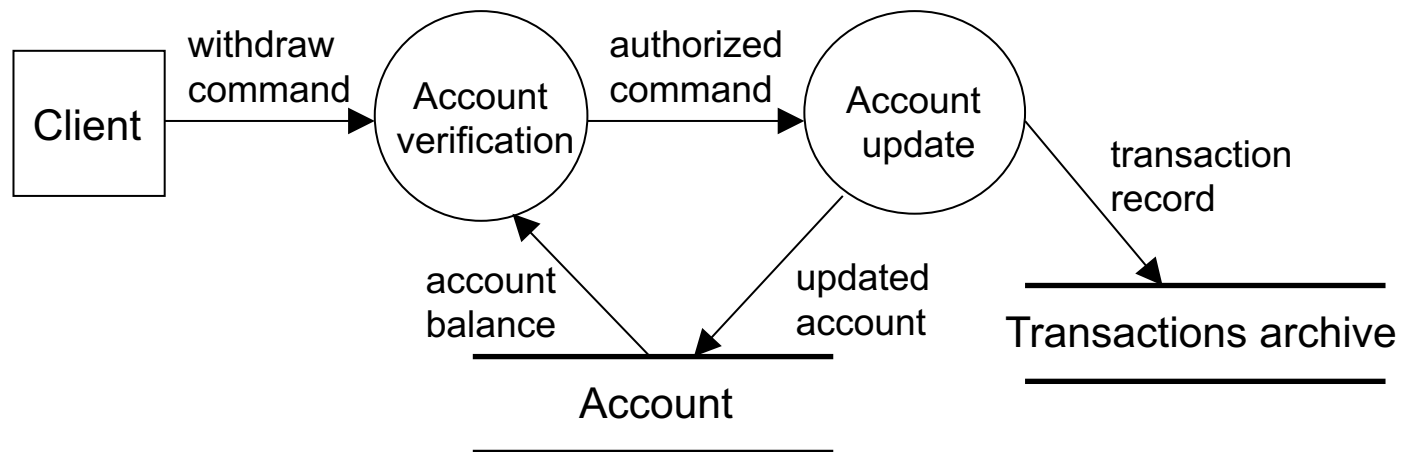 withdraw
command
authorized
command
Client
Account
verification
Account
update
transaction
record
account
balance
updated
account
Transactions archive
Account